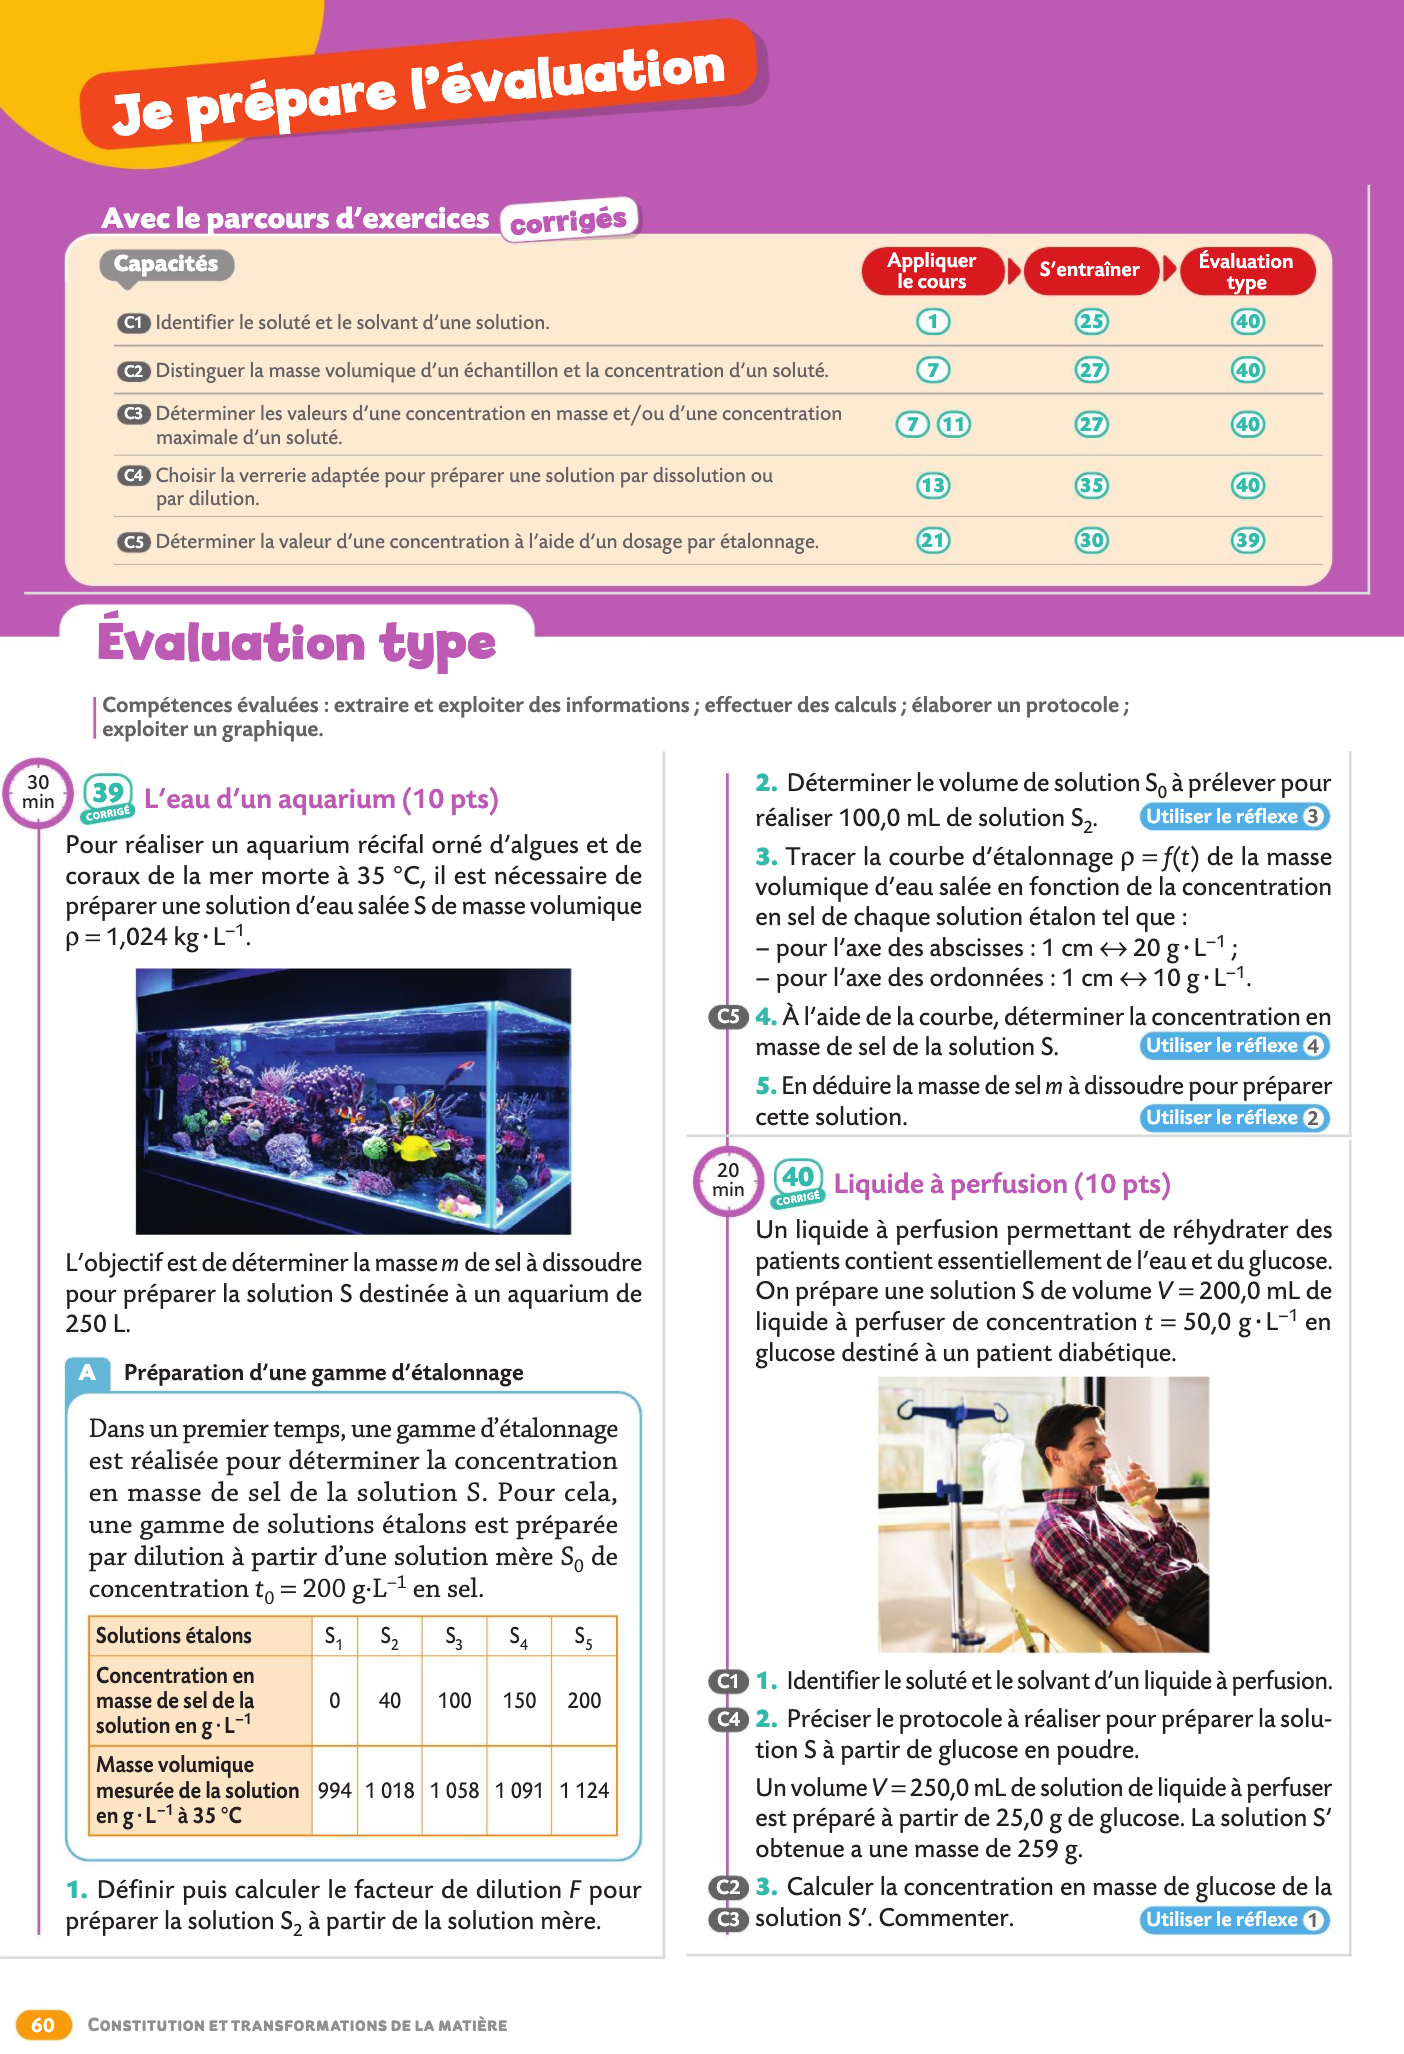 Je prépare l'évaluation
Avec le parcours d'exercices corrigés
Capacités
Appliquer
le cours
S'entraîner
Évaluation
type
C1 Identifier le soluté et le solvant d'une solution.
1
25
40
C2 Distinguer la masse volumique d'un échantillon et la concentration d'un soluté.
7
27
40
C3 Déterminer les valeurs d'une concentration en masse et/ou d'une concentration
maximale d'un soluté.
7 11
27
40
C4 Choisir la verrerie adaptée pour préparer une solution par dissolution ou
par dilution.
13
35
40
C5 Déterminer la valeur d'une concentration à l'aide d'un dosage par étalonnage.
21
30
39
Évaluation type
Compétences évaluées : extraire et exploiter des informations ; effectuer des calculs ; élaborer un protocole ;
exploiter un graphique.
30
min
39
CORRIGÉ
L'eau d'un aquarium (10 pts)
Pour réaliser un aquarium récifal orné d'algues et de
coraux de la mer morte à 35 °C, il est nécessaire de
préparer une solution d'eau salée S de masse volumique
ρ = 1,024 kg·L⁻¹.
L'objectif est de déterminer la masse m de sel à dissoudre
pour préparer la solution S destinée à un aquarium de
250 L.
A Préparation d'une gamme d'étalonnage
Dans un premier temps, une gamme d'étalonnage
est réalisée pour déterminer la concentration
en masse de sel de la solution S. Pour cela,
une gamme de solutions étalons est préparée
par dilution à partir d'une solution mère S₀ de
concentration t₀ = 200 g·L⁻¹ en sel.
Solutions étalons S₁ S₂ S₃ S₄ S₅
Concentration en
masse de sel de la
solution en g·L⁻¹
0 40 100 150 200
Masse volumique
mesurée de la solution
en g·L⁻¹ à 35 °C
994 1 018 1 058 1 091 1 124
1. Définir puis calculer le facteur de dilution F pour
préparer la solution S₂ à partir de la solution mère.
2. Déterminer le volume de solution S₀ à prélever pour
réaliser 100,0 mL de solution S₂. Utiliser le réflexe 3
3. Tracer la courbe d'étalonnage ρ = f(t) de la masse
volumique d'eau salée en fonction de la concentration
en sel de chaque solution étalon tel que :
– pour l'axe des abscisses : 1 cm ↔ 20 g·L⁻¹ ;
– pour l'axe des ordonnées : 1 cm ↔ 10 g·L⁻¹.
C5 4. À l'aide de la courbe, déterminer la concentration en
masse de sel de la solution S. Utiliser le réflexe 4
5. En déduire la masse de sel m à dissoudre pour préparer
cette solution. Utiliser le réflexe 2
20
min
40
CORRIGÉ
Liquide à perfusion (10 pts)
Un liquide à perfusion permettant de réhydrater des
patients contient essentiellement de l'eau et du glucose.
On prépare une solution S de volume V = 200,0 mL de
liquide à perfuser de concentration t = 50,0 g·L⁻¹ en
glucose destiné à un patient diabétique.
C1 1. Identifier le soluté et le solvant d'un liquide à perfusion.
C4 2. Préciser le protocole à réaliser pour préparer la solu-
tion S à partir de glucose en poudre.
Un volume V = 250,0 mL de solution de liquide à perfuser
est préparé à partir de 25,0 g de glucose. La solution S'
obtenue a une masse de 259 g.
C2 3. Calculer la concentration en masse de glucose de la
C3 solution S'. Commenter. Utiliser le réflexe 1
60 CONSTITUTION ET TRANSFORMATIONS DE LA MATIÈRE